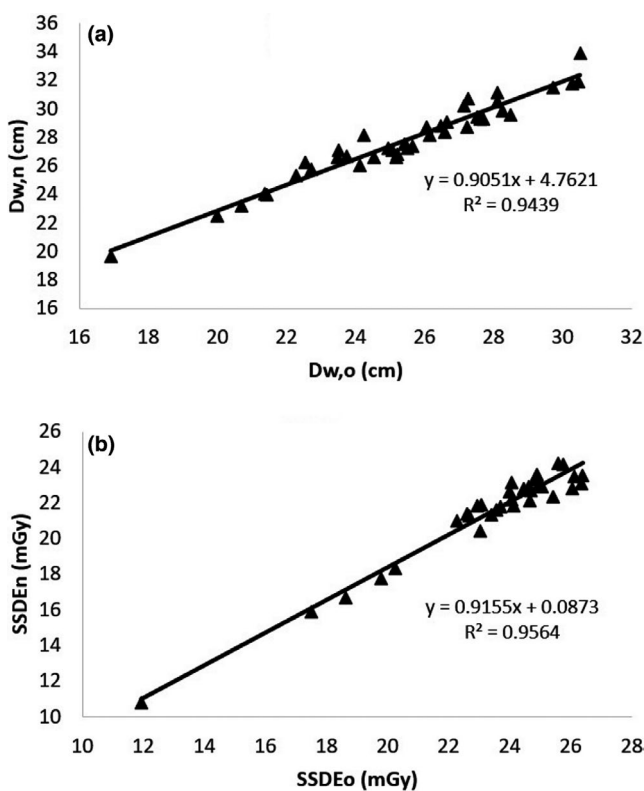 (a)
Dw,n (cm)
36
34
32
30
28
26
24
22
20
18
16
y = 0.9051x + 4.7621
R² = 0.9439
16 18 20 22 24 26 28 30 32
Dw,o (cm)
(b)
SSDEn (mGy)
26
24
22
20
18
16
14
12
10
y = 0.9155x + 0.0873
R² = 0.9564
10 12 14 16 18 20 22 24 26 28
SSDEo (mGy)